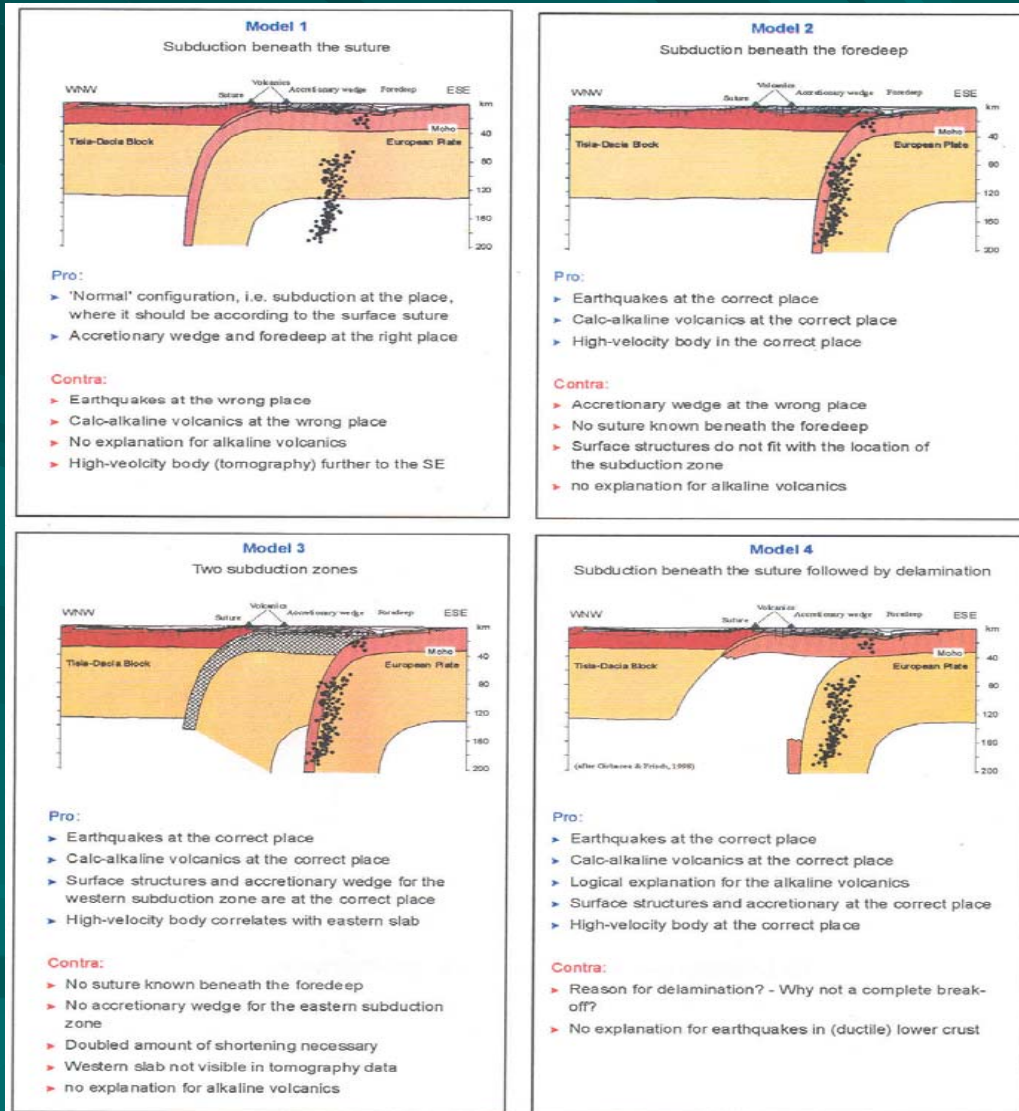 Model 1
Subduction beneath the suture
WNW
Suture
Volcanics
Accretionary wedge
Foredeep
ESE
km
Moho
40
Tisia-Dacia Block
European Plate
80
120
160
200
Pro:
➤ 'Normal' configuration, i.e. subduction at the place,
where it should be according to the surface suture
➤ Accretionary wedge and foredeep at the right place
Contra:
➤ Earthquakes at the wrong place
➤ Calc-alkaline volcanics at the wrong place
➤ No explanation for alkaline volcanics
➤ High-veolcity body (tomography) further to the SE
Model 2
Subduction beneath the foredeep
WNW
Suture
Volcanics
Accretionary wedge
Foredeep
ESE
km
Moho
40
Tisia-Dacia Block
European Plate
80
120
160
200
Pro:
➤ Earthquakes at the correct place
➤ Calc-alkaline volcanics at the correct place
➤ High-velocity body in the correct place
Contra:
➤ Accretionary wedge at the wrong place
➤ No suture known beneath the foredeep
➤ Surface structures do not fit with the location of
the subduction zone
➤ no explanation for alkaline volcanics
Model 3
Two subduction zones
WNW
Suture
Volcanics
Accretionary wedge
Foredeep
ESE
km
Moho
40
Tisia-Dacia Block
European Plate
80
120
160
200
Pro:
➤ Earthquakes at the correct place
➤ Calc-alkaline volcanics at the correct place
➤ Surface structures and accretionary wedge for the
western subduction zone are at the correct place
➤ High-velocity body correlates with eastern slab
Contra:
➤ No suture known beneath the foredeep
➤ No accretionary wedge for the eastern subduction
zone
➤ Doubled amount of shortening necessary
➤ Western slab not visible in tomography data
➤ no explanation for alkaline volcanics
Model 4
Subduction beneath the suture followed by delamination
WNW
Suture
Volcanics
Accretionary wedge
Foredeep
ESE
km
Moho
40
Tisia-Dacia Block
European Plate
80
120
160
200
(after & 1998)
Pro:
➤ Earthquakes at the correct place
➤ Calc-alkaline volcanics at the correct place
➤ Logical explanation for the alkaline volcanics
➤ Surface structures and accretionary at the correct place
➤ High-velocity body at the correct place
Contra:
➤ Reason for delamination? - Why not a complete break-
off?
➤ No explanation for earthquakes in (ductile) lower crust